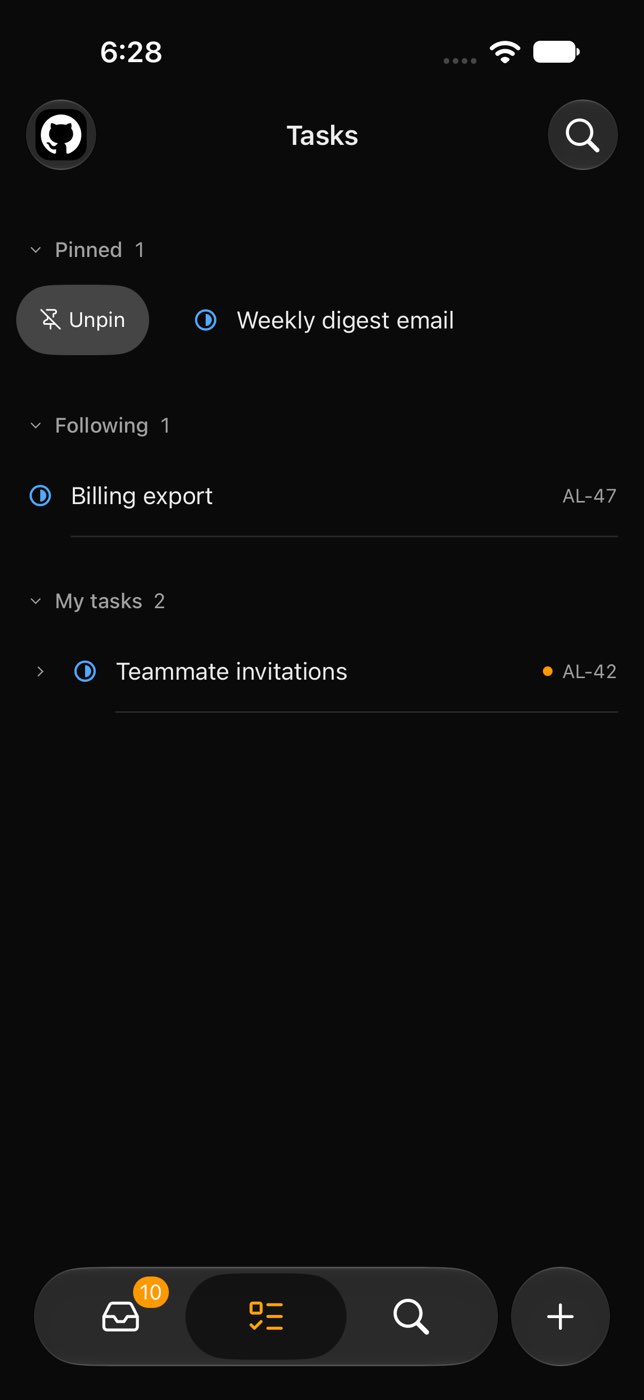 6:28
Tasks
Pinned 1
Unpin Weekly digest email
Following 1
Billing export AL-47
My tasks 2
Teammate invitations AL-42
10